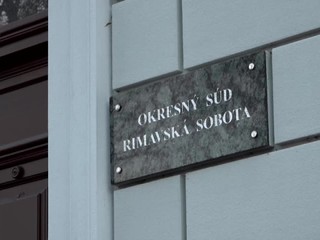 OKRESNÝ SÚD
RIMAVSKÁ SOBOTA